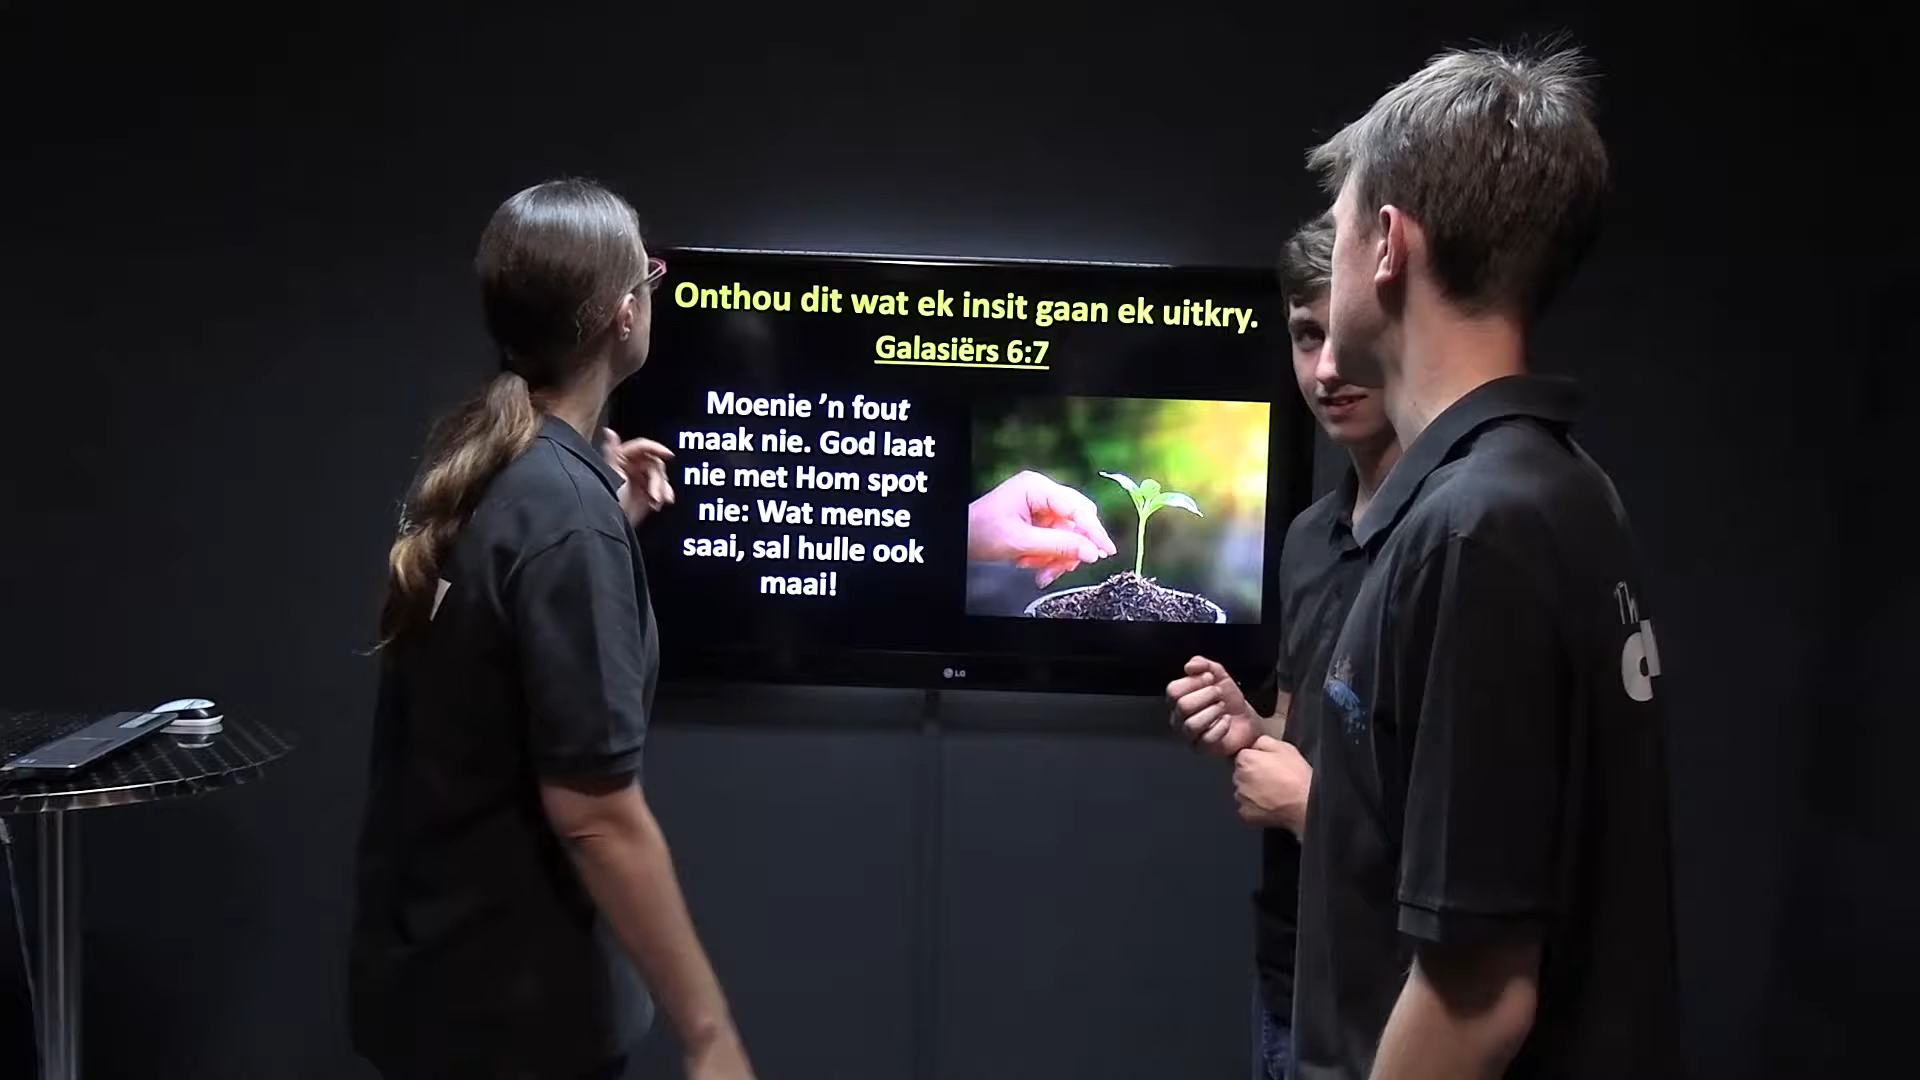 Onthou dit wat ek insit gaan ek uitkry.
Galasiërs 6:7
Moenie ’n fout
maak nie. God laat
nie met Hom spot
nie: Wat mense
saai, sal hulle ook
maai!
LG